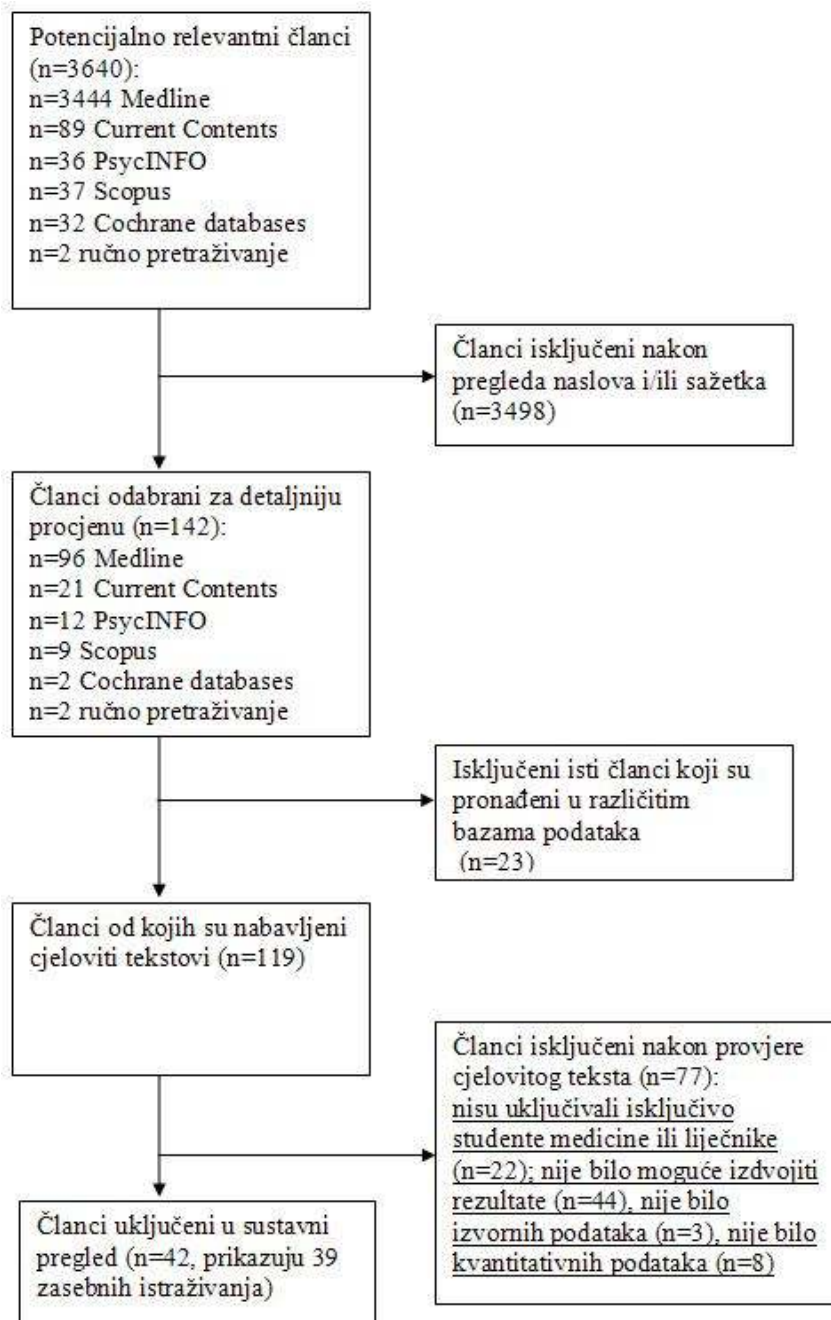 Potencijalno relevantni članci
(n=3640):
n=3444 Medline
n=89 Current Contents
n=36 PsycINFO
n=37 Scopus
n=32 Cochrane databases
n=2 ručno pretraživanje
Članci isključeni nakon
pregleda naslova i/ili sažetka
(n=3498)
Članci odabrani za detaljniju
procjenu (n=142):
n=96 Medline
n=21 Current Contents
n=12 PsycINFO
n=9 Scopus
n=2 Cochrane databases
n=2 ručno pretraživanje
Isključeni isti članci koji su
pronađeni u različitim
bazama podataka
(n=23)
Članci od kojih su nabavljeni
cjeloviti tekstovi (n=119)
Članci isključeni nakon provjere
cjelovitog teksta (n=77):
nisu uključivali isključivo
studente medicine ili liječnike
(n=22); nije bilo moguće izdvojiti
rezultate (n=44), nije bilo
izvornih podataka (n=3), nije bilo
kvantitativnih podataka (n=8)
Članci uključeni u sustavni
pregled (n=42, prikazuju 39
zasebnih istraživanja)